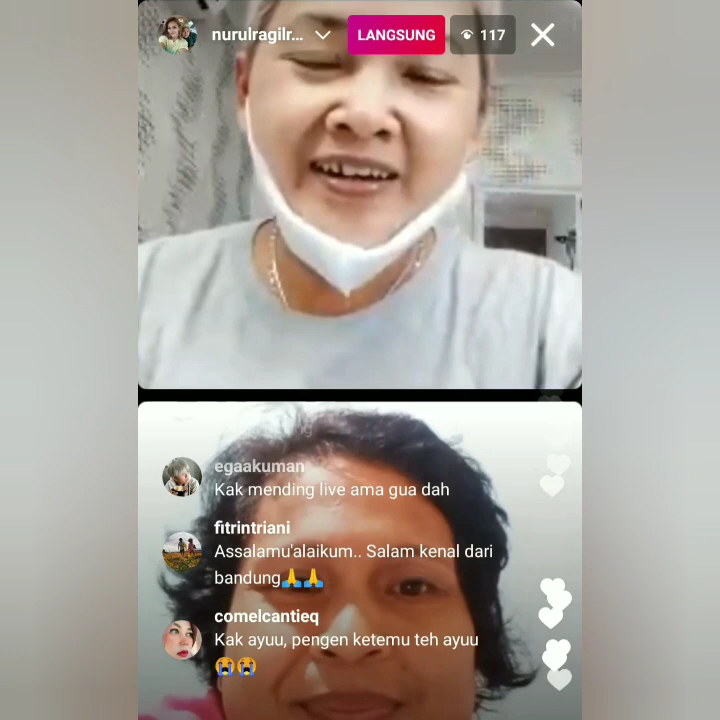 nurulragilr...
LANGSUNG
117
egaakuman
Kak mending live ama gua dah
fitrintriani
Assalamu'alaikum.. Salam kenal dari
bandung🙏🙏
comelcantieq
Kak ayuu, pengen ketemu teh ayuu
😭😭